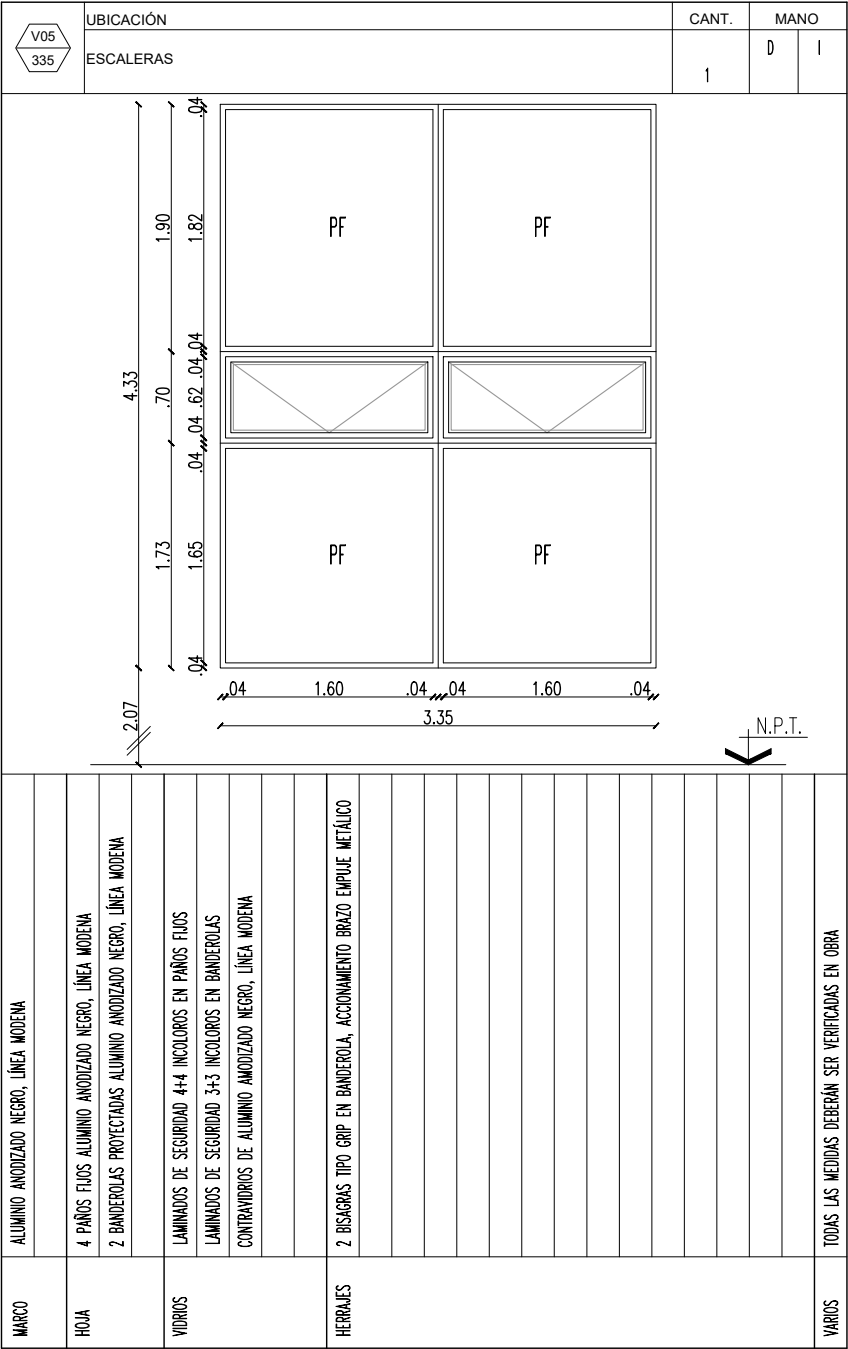 V05
335
UBICACIÓN
ESCALERAS
CANT.
1
MANO
D I
4.33
2.07
1.90
.70
1.73
.04
1.82
.04
.04
.62
.04
.04
1.65
.04
PF PF
PF PF
.04 1.60 .04 .04 1.60 .04
3.35
N.P.T.
MARCO
ALUMINIO ANODIZADO NEGRO, LÍNEA MODENA
HOJA
4 PAÑOS FIJOS ALUMINIO ANODIZADO NEGRO, LÍNEA MODENA
2 BANDEROLAS PROYECTADAS ALUMINIO ANODIZADO NEGRO, LÍNEA MODENA
VIDRIOS
LAMINADOS DE SEGURIDAD 4+4 INCOLOROS EN PAÑOS FIJOS
LAMINADOS DE SEGURIDAD 3+3 INCOLOROS EN BANDEROLAS
CONTRAVIDRIOS DE ALUMINIO AMODIZADO NEGRO, LÍNEA MODENA
HERRAJES
2 BISAGRAS TIPO GRIP EN BANDEROLA, ACCIONAMIENTO BRAZO EMPUJE METÁLICO
VARIOS
TODAS LAS MEDIDAS DEBERÁN SER VERIFICADAS EN OBRA